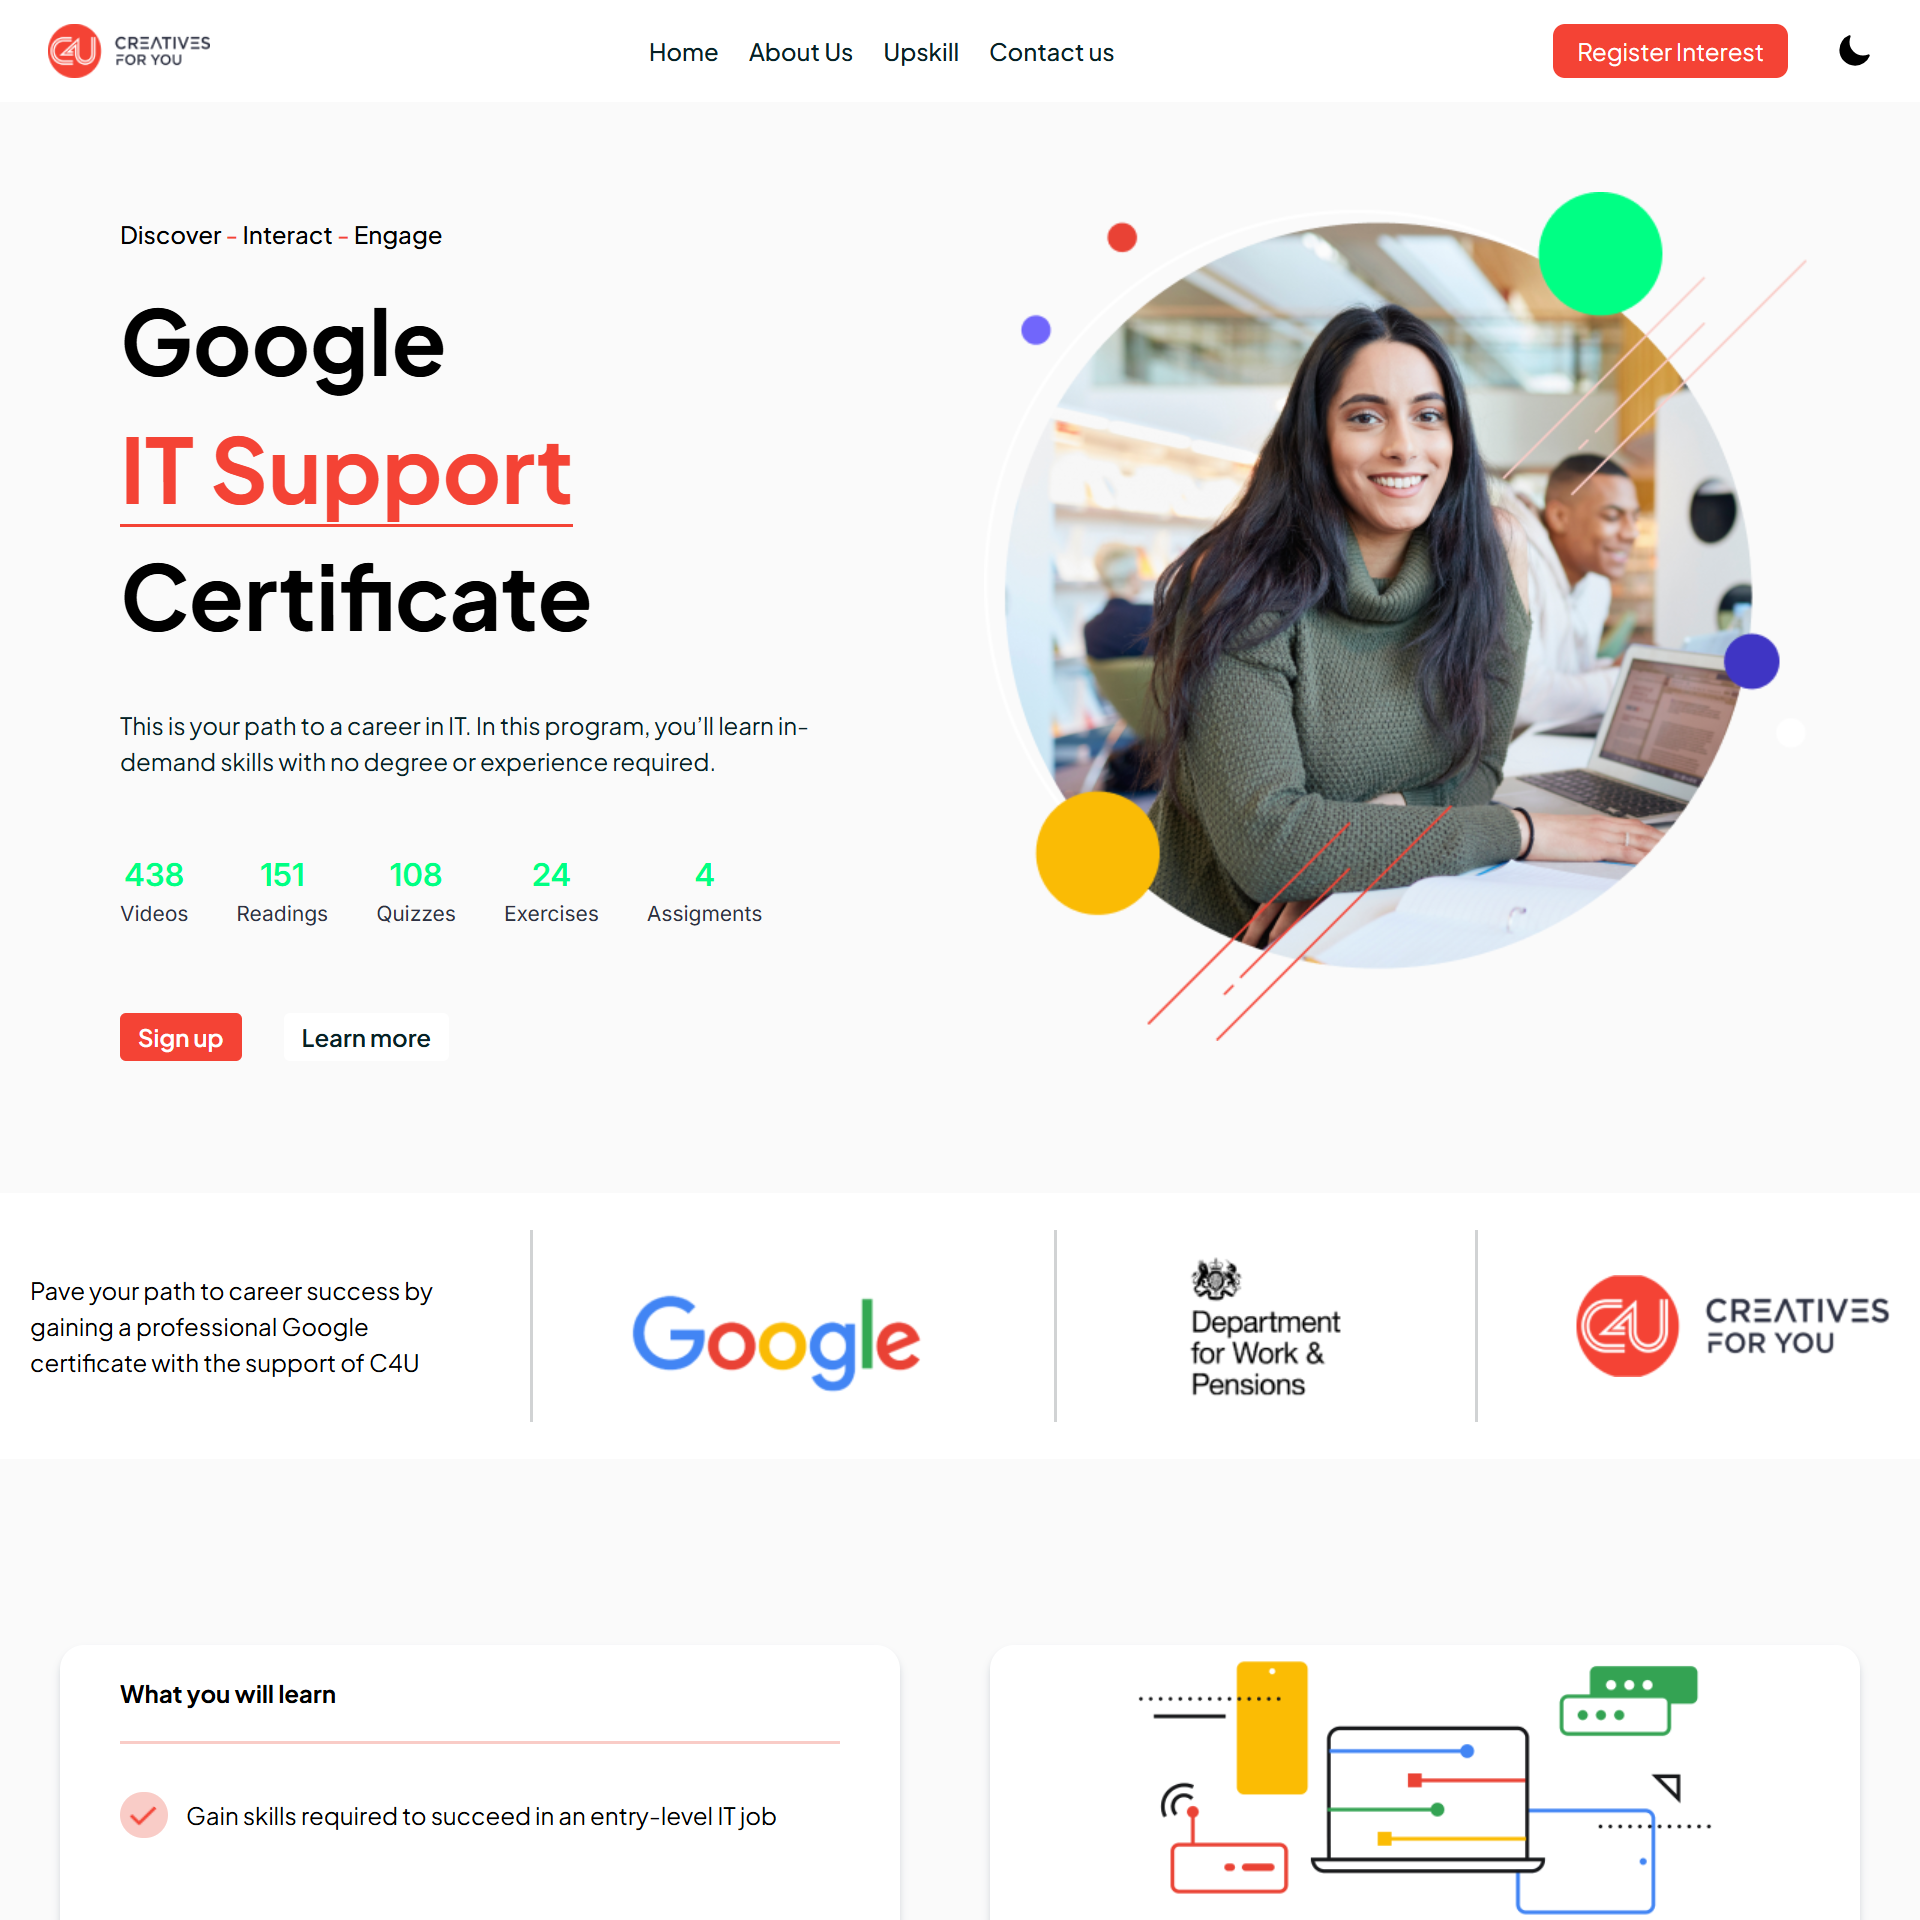 C4U CREATIVES
FOR YOU
Home About Us Upskill Contact us
Register Interest
Discover - Interact - Engage
Google
IT Support
Certificate
This is your path to a career in IT. In this program, you’ll learn in-
demand skills with no degree or experience required.
438 151 108 24 4
Videos Readings Quizzes Exercises Assigments
Sign up Learn more
Pave your path to career success by
gaining a professional Google
certificate with the support of C4U
Google
Department
for Work &
Pensions
C4U CREATIVES
FOR YOU
What you will learn
Gain skills required to succeed in an entry-level IT job